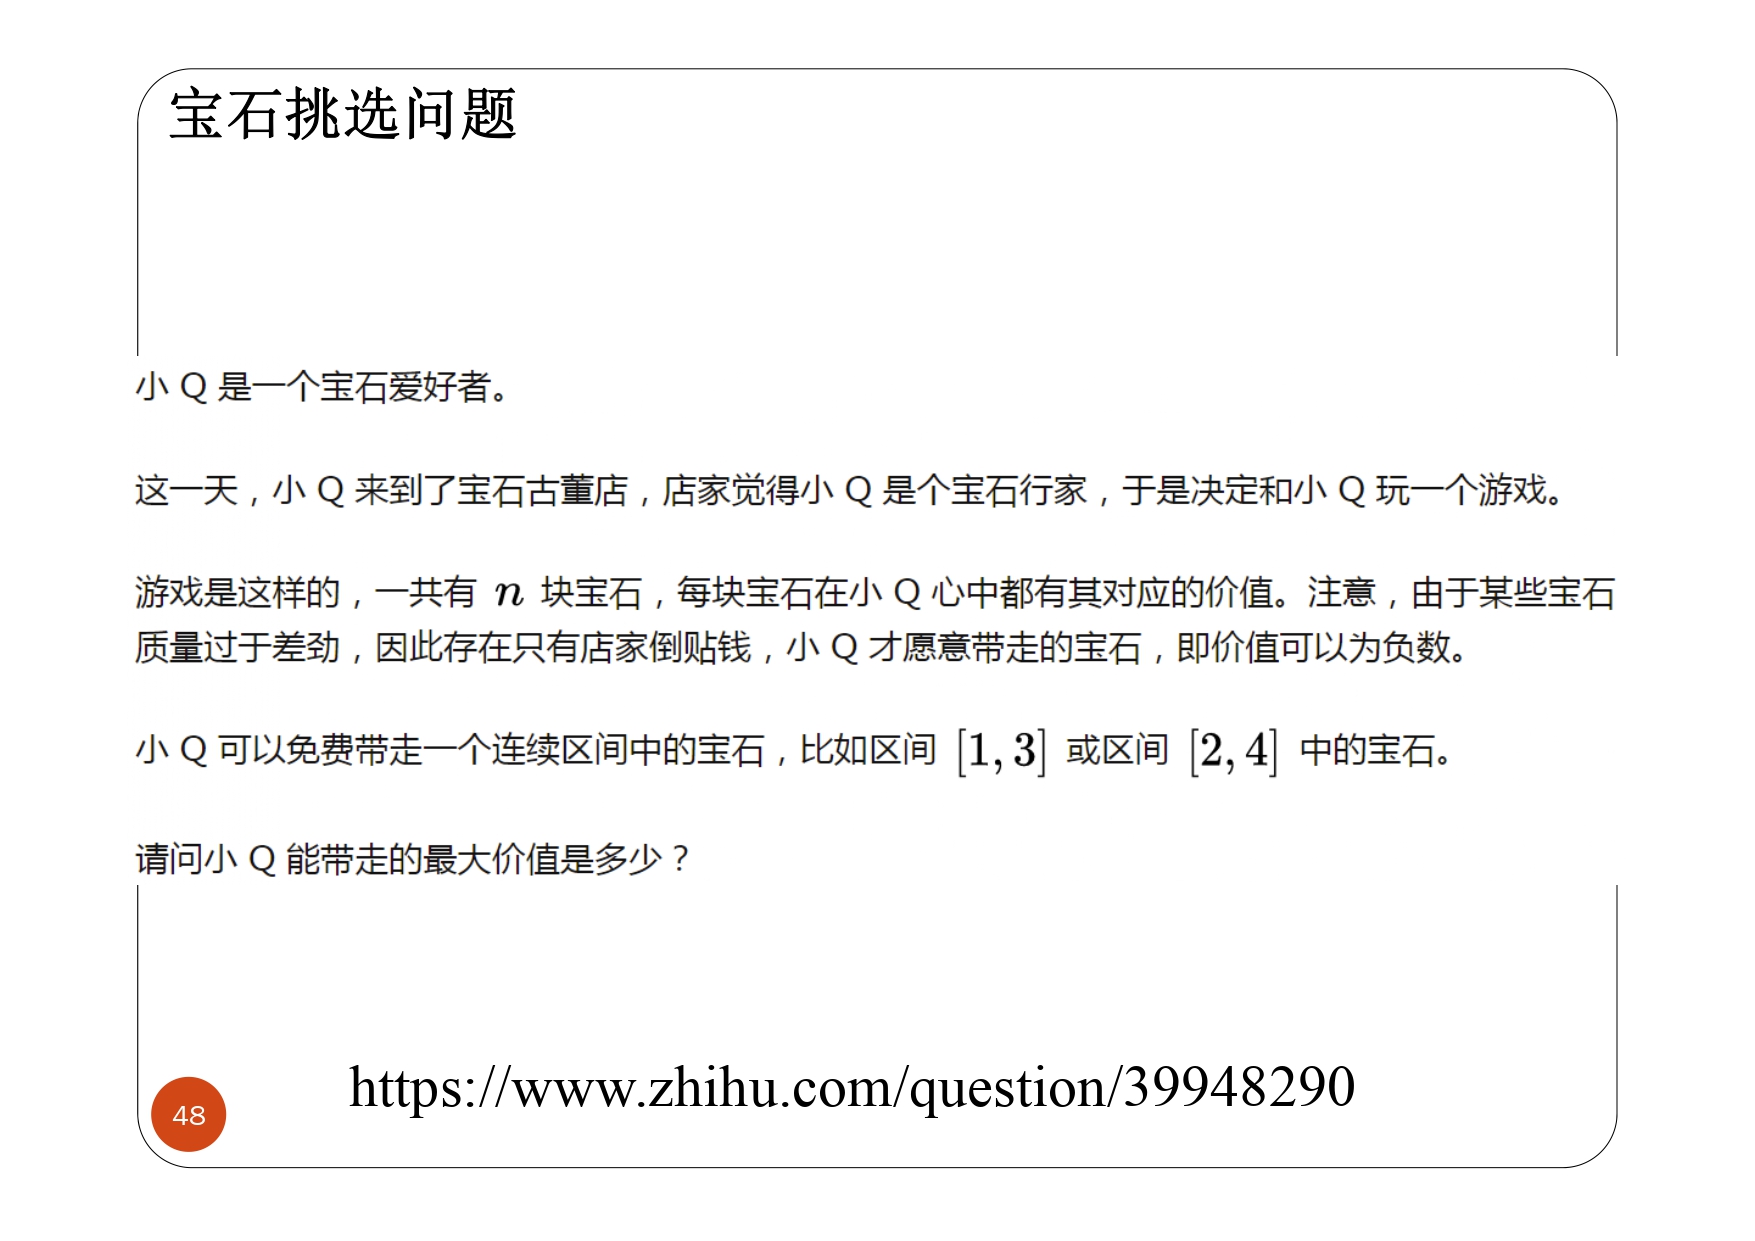 宝石挑选问题
小 Q 是一个宝石爱好者。
这一天，小 Q 来到了宝石古董店，店家觉得小 Q 是个宝石行家，于是决定和小 Q 玩一个游戏。
游戏是这样的，一共有 n 块宝石，每块宝石在小 Q 心中都有其对应的价值。注意，由于某些宝石
质量过于差劲，因此存在只有店家倒贴钱，小 Q 才愿意带走的宝石，即价值可以为负数。
小 Q 可以免费带走一个连续区间中的宝石，比如区间 [1, 3] 或区间 [2, 4] 中的宝石。
请问小 Q 能带走的最大价值是多少？
https://www.zhihu.com/question/39948290
48